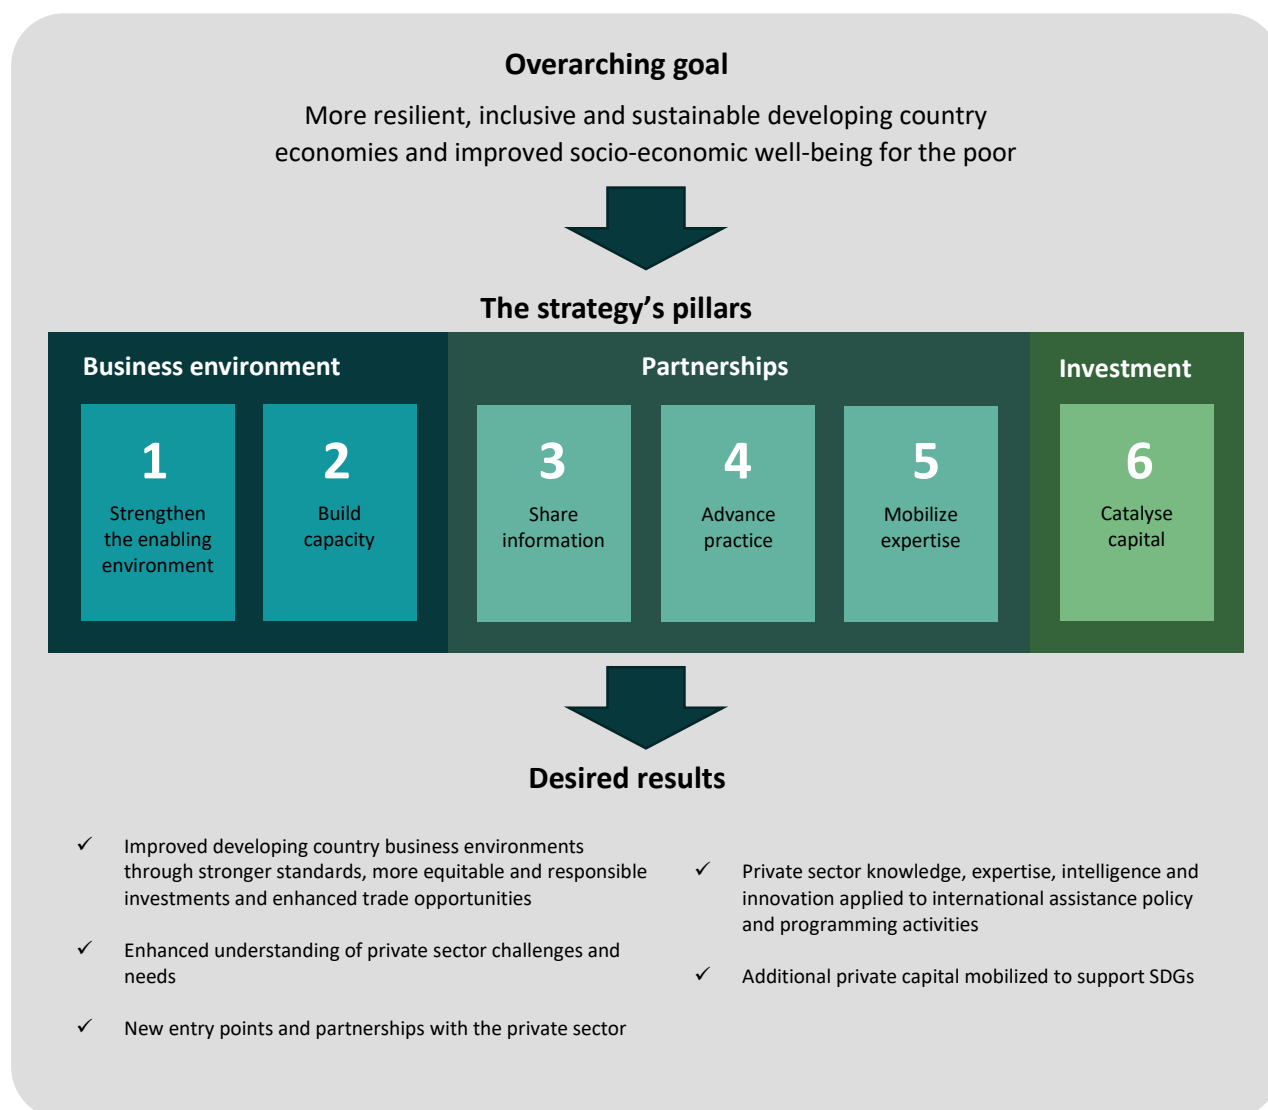 Overarching goal
More resilient, inclusive and sustainable developing country
economies and improved socio-economic well-being for the poor
The strategy’s pillars
Business environment
1
Strengthen
the enabling
environment
2
Build
capacity
Partnerships
3
Share
information
4
Advance
practice
5
Mobilize
expertise
Investment
6
Catalyse
capital
Desired results
✓ Improved developing country business environments
through stronger standards, more equitable and responsible
investments and enhanced trade opportunities
✓ Enhanced understanding of private sector challenges and
needs
✓ New entry points and partnerships with the private sector
✓ Private sector knowledge, expertise, intelligence and
innovation applied to international assistance policy
and programming activities
✓ Additional private capital mobilized to support SDGs